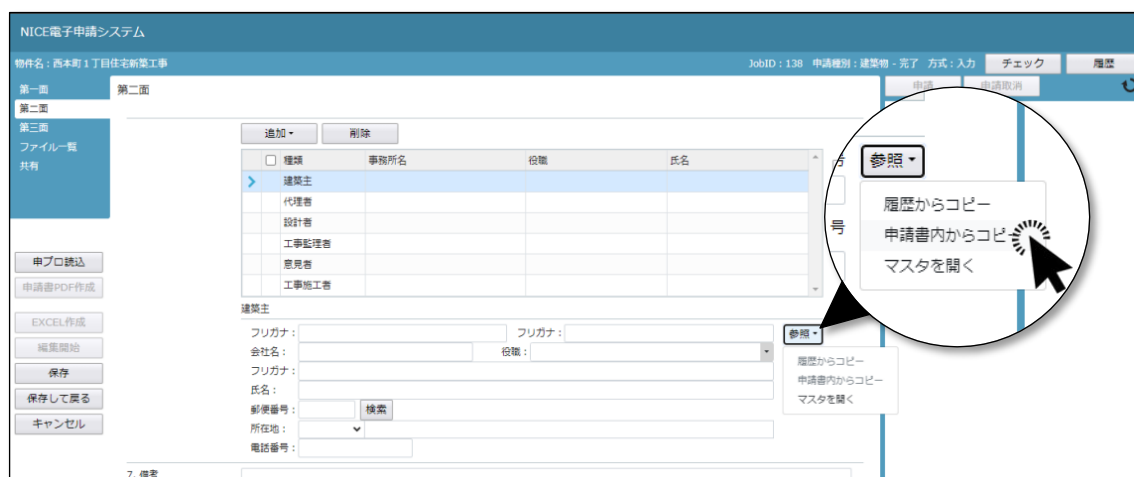 NICE電子申請システム
物件名：西本町１丁目住宅新築工事
JobID：138 申請種別：建築物 - 完了 方式：入力
チェック
履歴
第一面
第二面
第三面
ファイル一覧
共有
第二面
申請
申請取消
追加
削除
種類 事務所名 役職 氏名
建築主
代理者
設計者
工事監理者
意見者
工事施工者
号
参照
履歴からコピー
申請書内からコピー
マスタを開く
申プロ読込
申請書PDF作成
EXCEL作成
編集開始
保存
保存して戻る
キャンセル
建築主
フリガナ： フリガナ：
会社名： 役職：
フリガナ：
氏名：
郵便番号： 検索
所在地：
電話番号：
参照
履歴からコピー
申請書内からコピー
マスタを開く
7. 備考